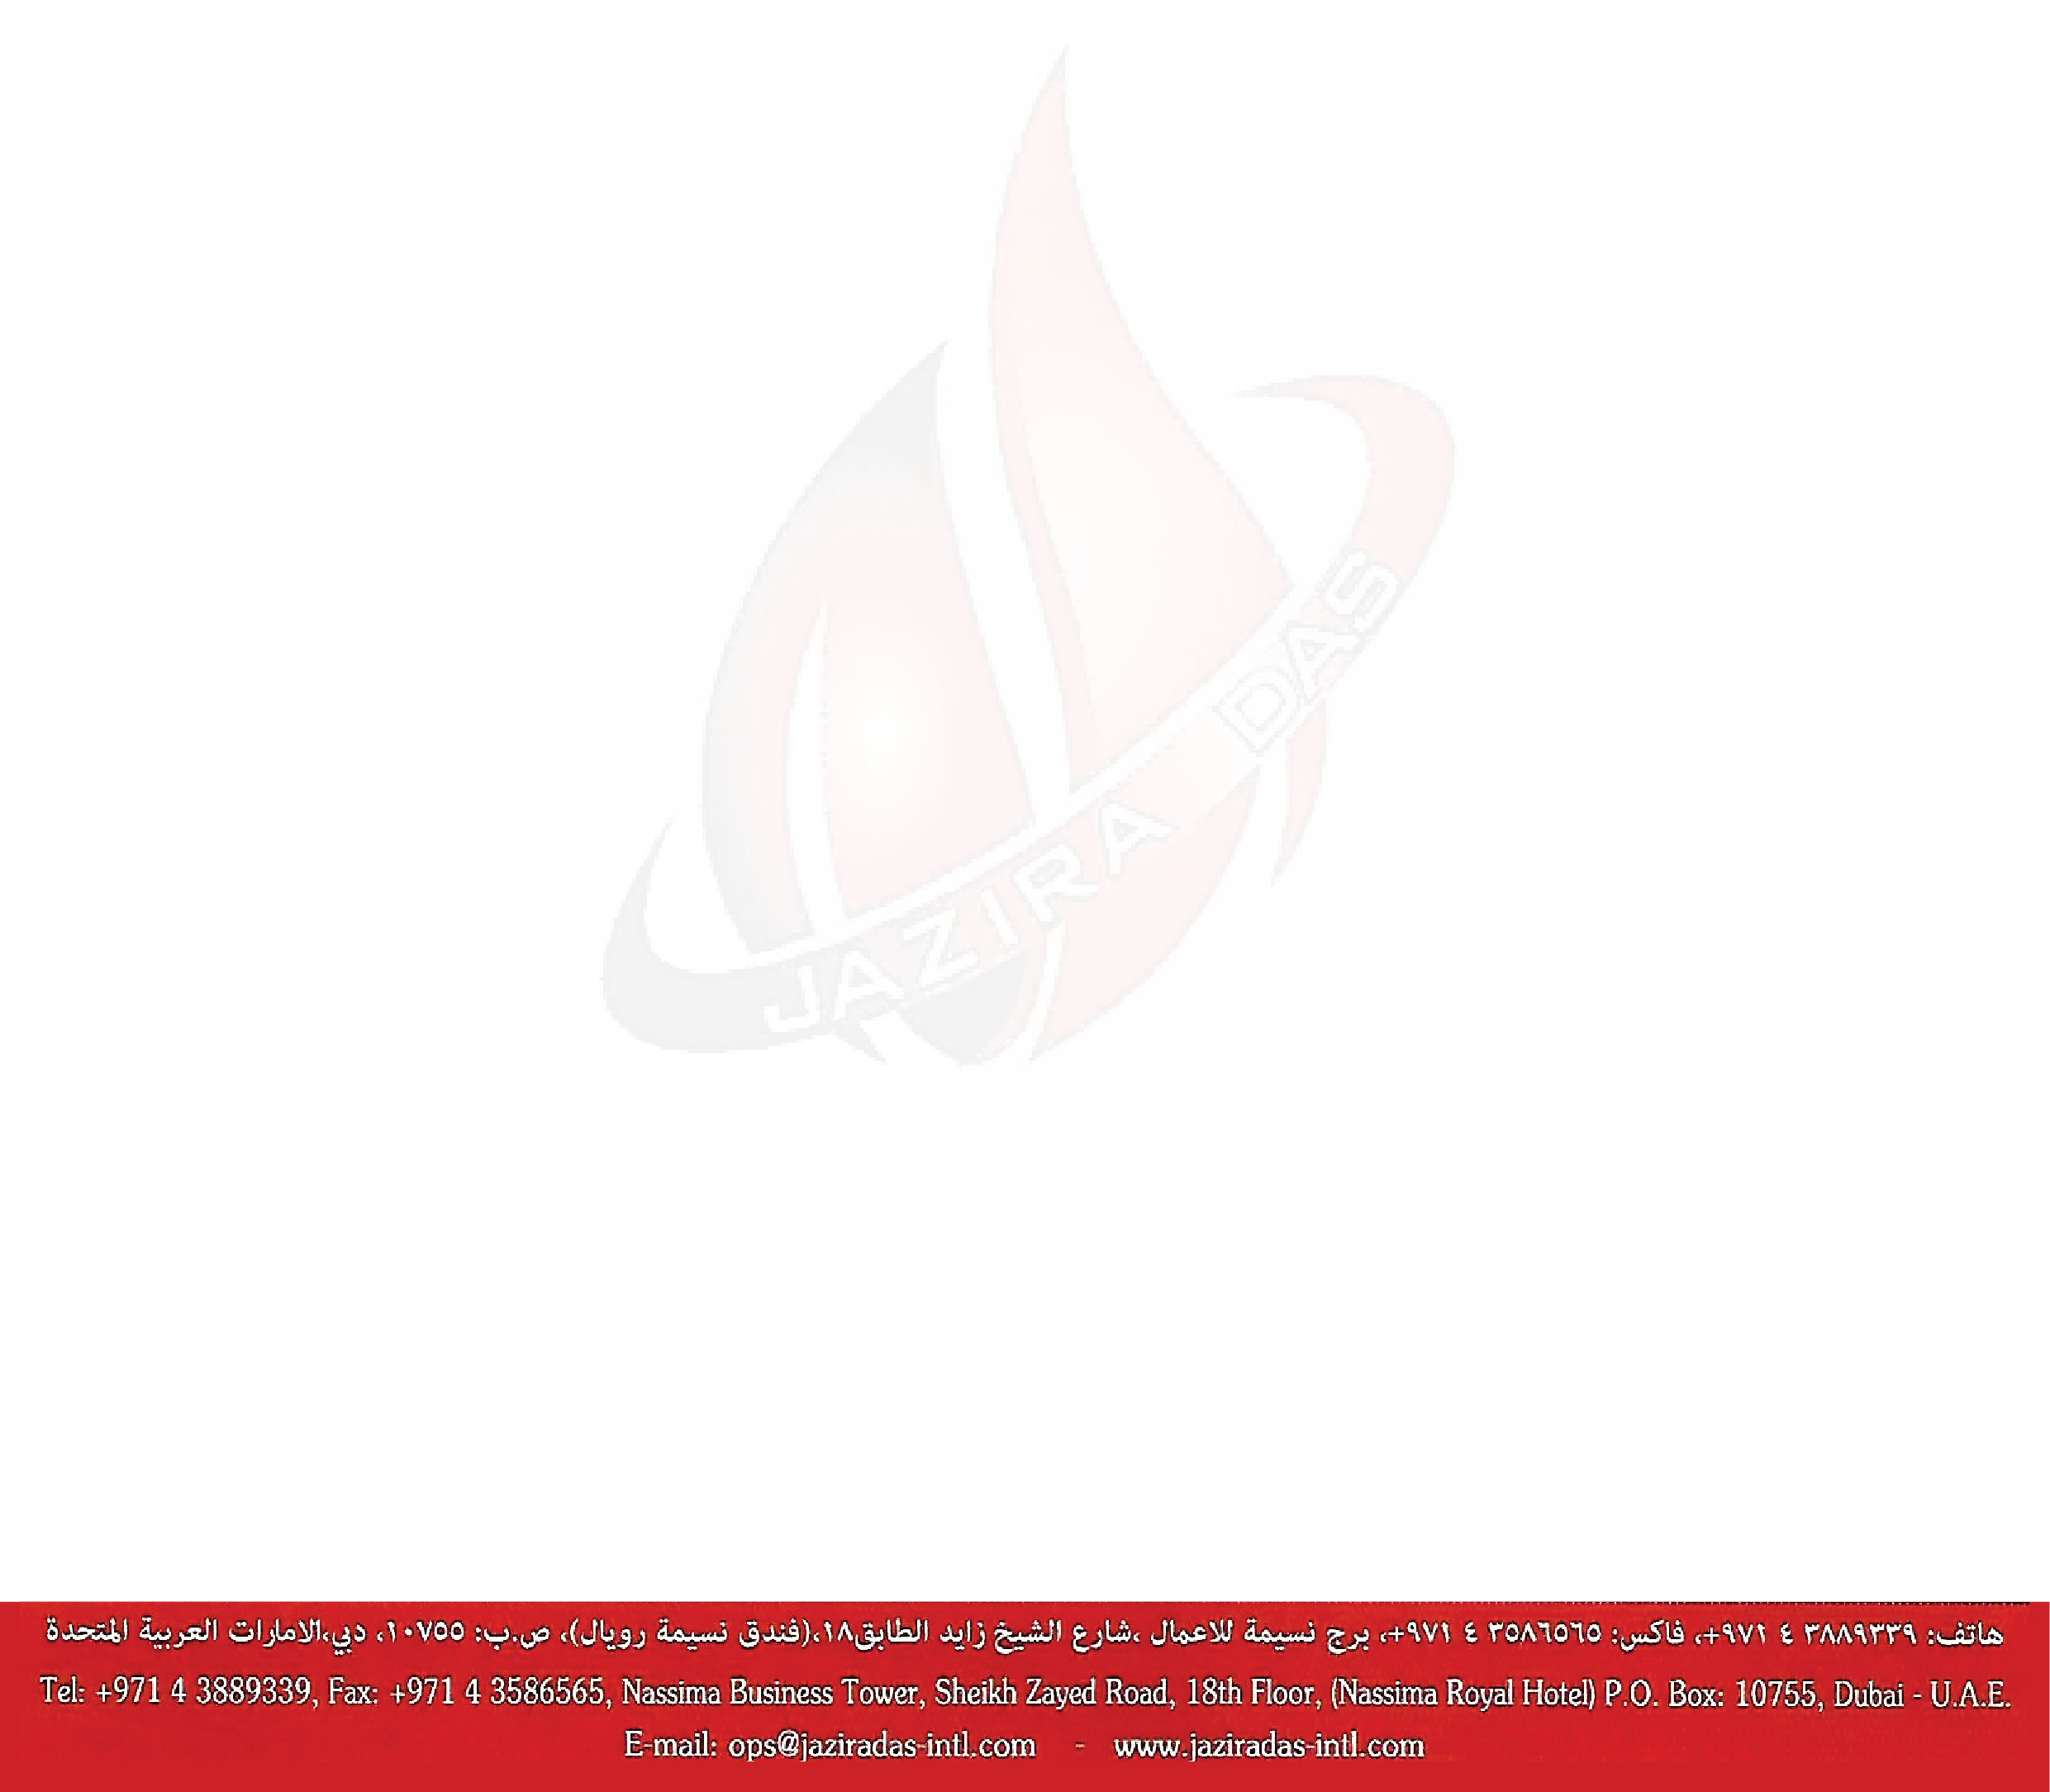 JAZIRA DAS
هاتف: ٣٨٨٩٣٣٩ ٤ ٩٧١+، فاكس: ٣٥٨٦٥٦٥ ٤ ٩٧١+، برج نسيمة للاعمال ،شارع الشيخ زايد الطابق١٨،(فندق نسيمة رويال)، ص.ب: ١٠٧٥٥، دبي،الامارات العربية المتحدة
Tel: +971 4 3889339, Fax: +971 4 3586565, Nassima Business Tower, Sheikh Zayed Road, 18th Floor, (Nassima Royal Hotel) P.O. Box: 10755, Dubai - U.A.E.
E-mail: ops@jaziradas-intl.com - www.jaziradas-intl.com